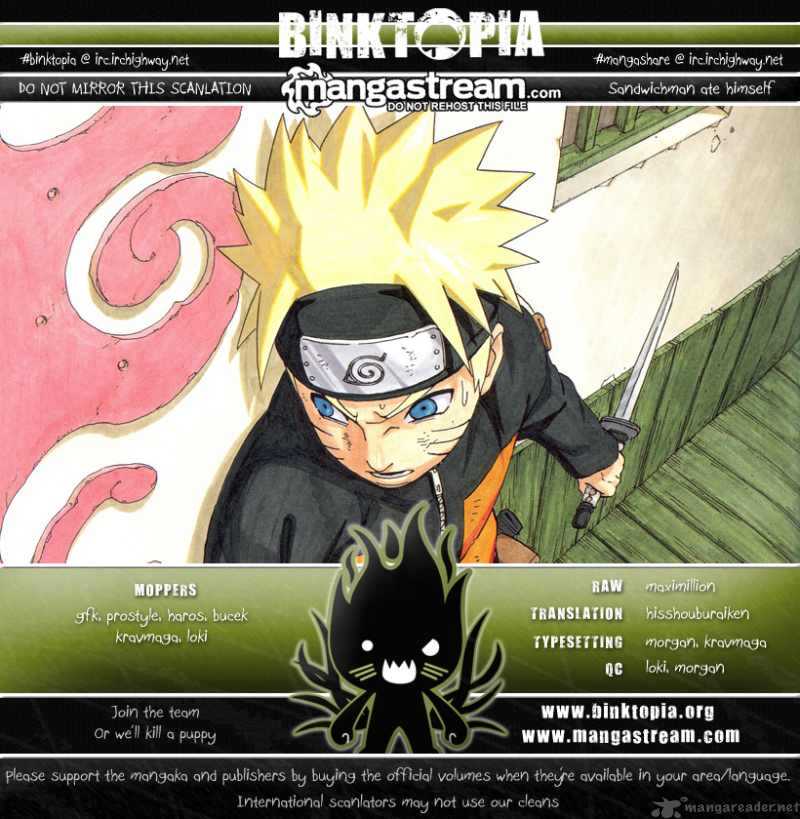 BINKTOPIA
#binktopia @ irc.irchighway.net
#mangashare @ irc.irchighway.net
DO NOT MIRROR THIS SCANLATION
mangastream.com
DO NOT REHOST THIS FILE
Sandwichman ate himself
MOPPERS
gfk, prostyle, haros, bucek
kravmaga, loki
RAW maximillion
TRANSLATION hisshouburaiken
TYPESETTING morgan, kravmaga
QC loki, morgan
Join the team
Or we'll kill a puppy
www.binktopia.org
www.mangastream.com
Please support the mangaka and publishers by buying the official volumes when they're available in your area/language.
International scanlators may not use our cleans
mangareader.net